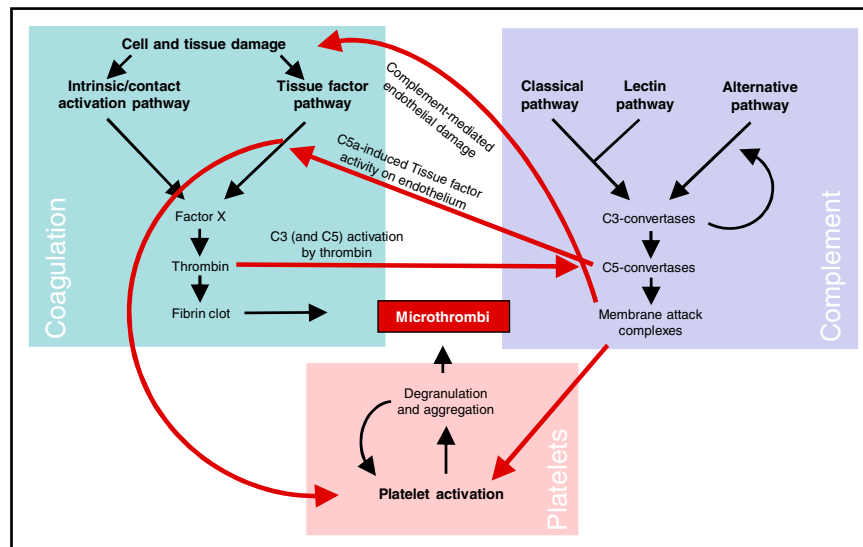 Cell and tissue damage
Intrinsic/contact
activation pathway
Tissue factor
pathway
Factor X
Thrombin
Fibrin clot
Coagulation
Complement-mediated
endothelial damage
C5a-induced Tissue factor
activity on endothelium
C3 (and C5) activation
by thrombin
Classical
pathway
Lectin
pathway
Alternative
pathway
C3-convertases
C5-convertases
Membrane attack
complexes
Complement
Microthrombi
Degranulation
and aggregation
Platelet activation
Platelets